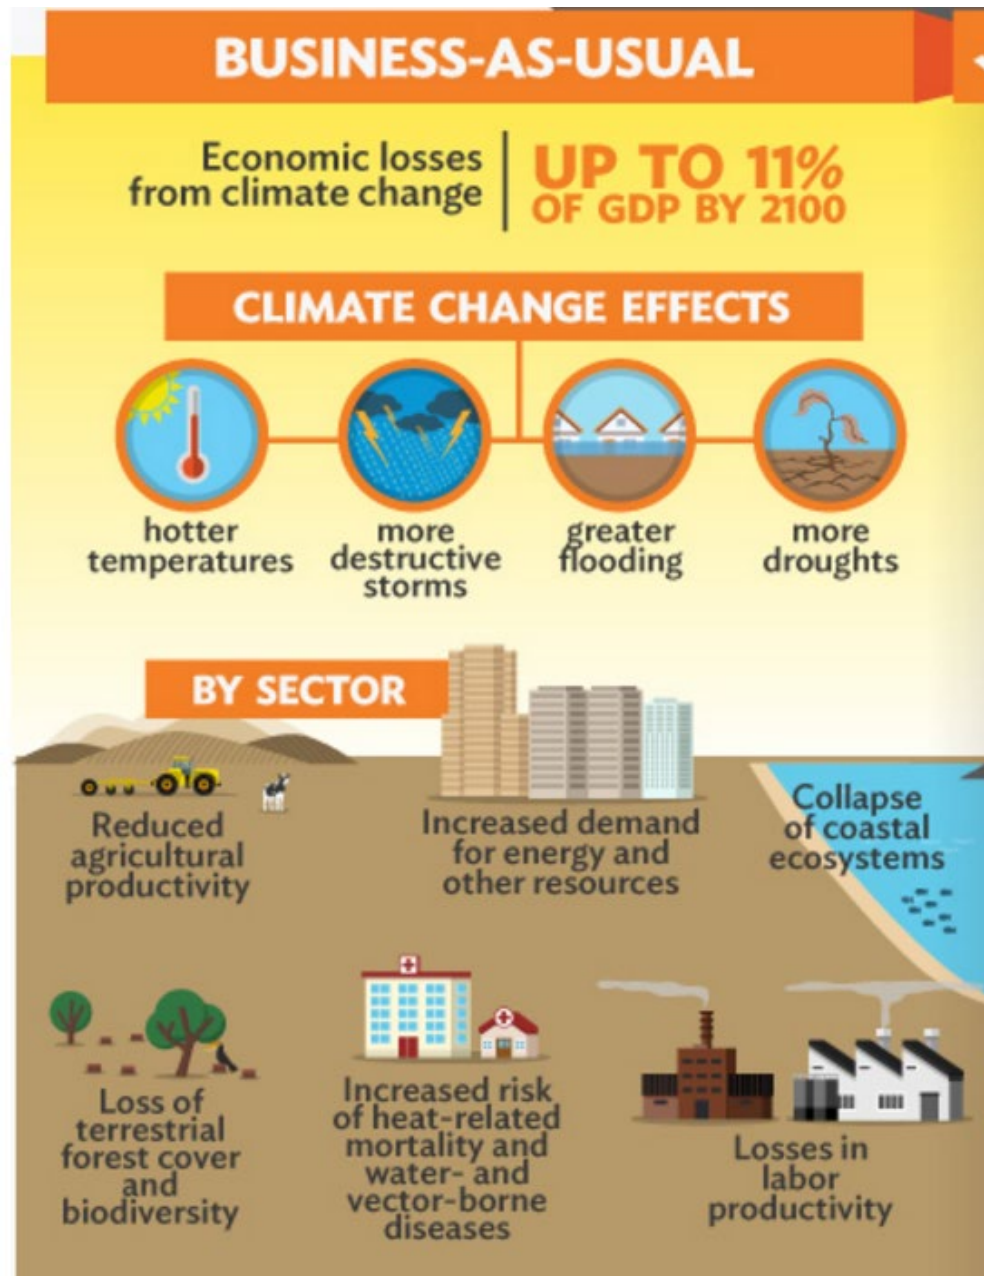 BUSINESS-AS-USUAL
Economic losses
from climate change
UP TO 11%
OF GDP BY 2100
CLIMATE CHANGE EFFECTS
hotter
temperatures
more
destructive
storms
greater
flooding
more
droughts
BY SECTOR
Reduced
agricultural
productivity
Increased demand
for energy and
other resources
Collapse
of coastal
ecosystems
Loss of
terrestrial
forest cover
and
biodiversity
Increased risk
of heat-related
mortality and
water- and
vector-borne
diseases
Losses in
labor
productivity